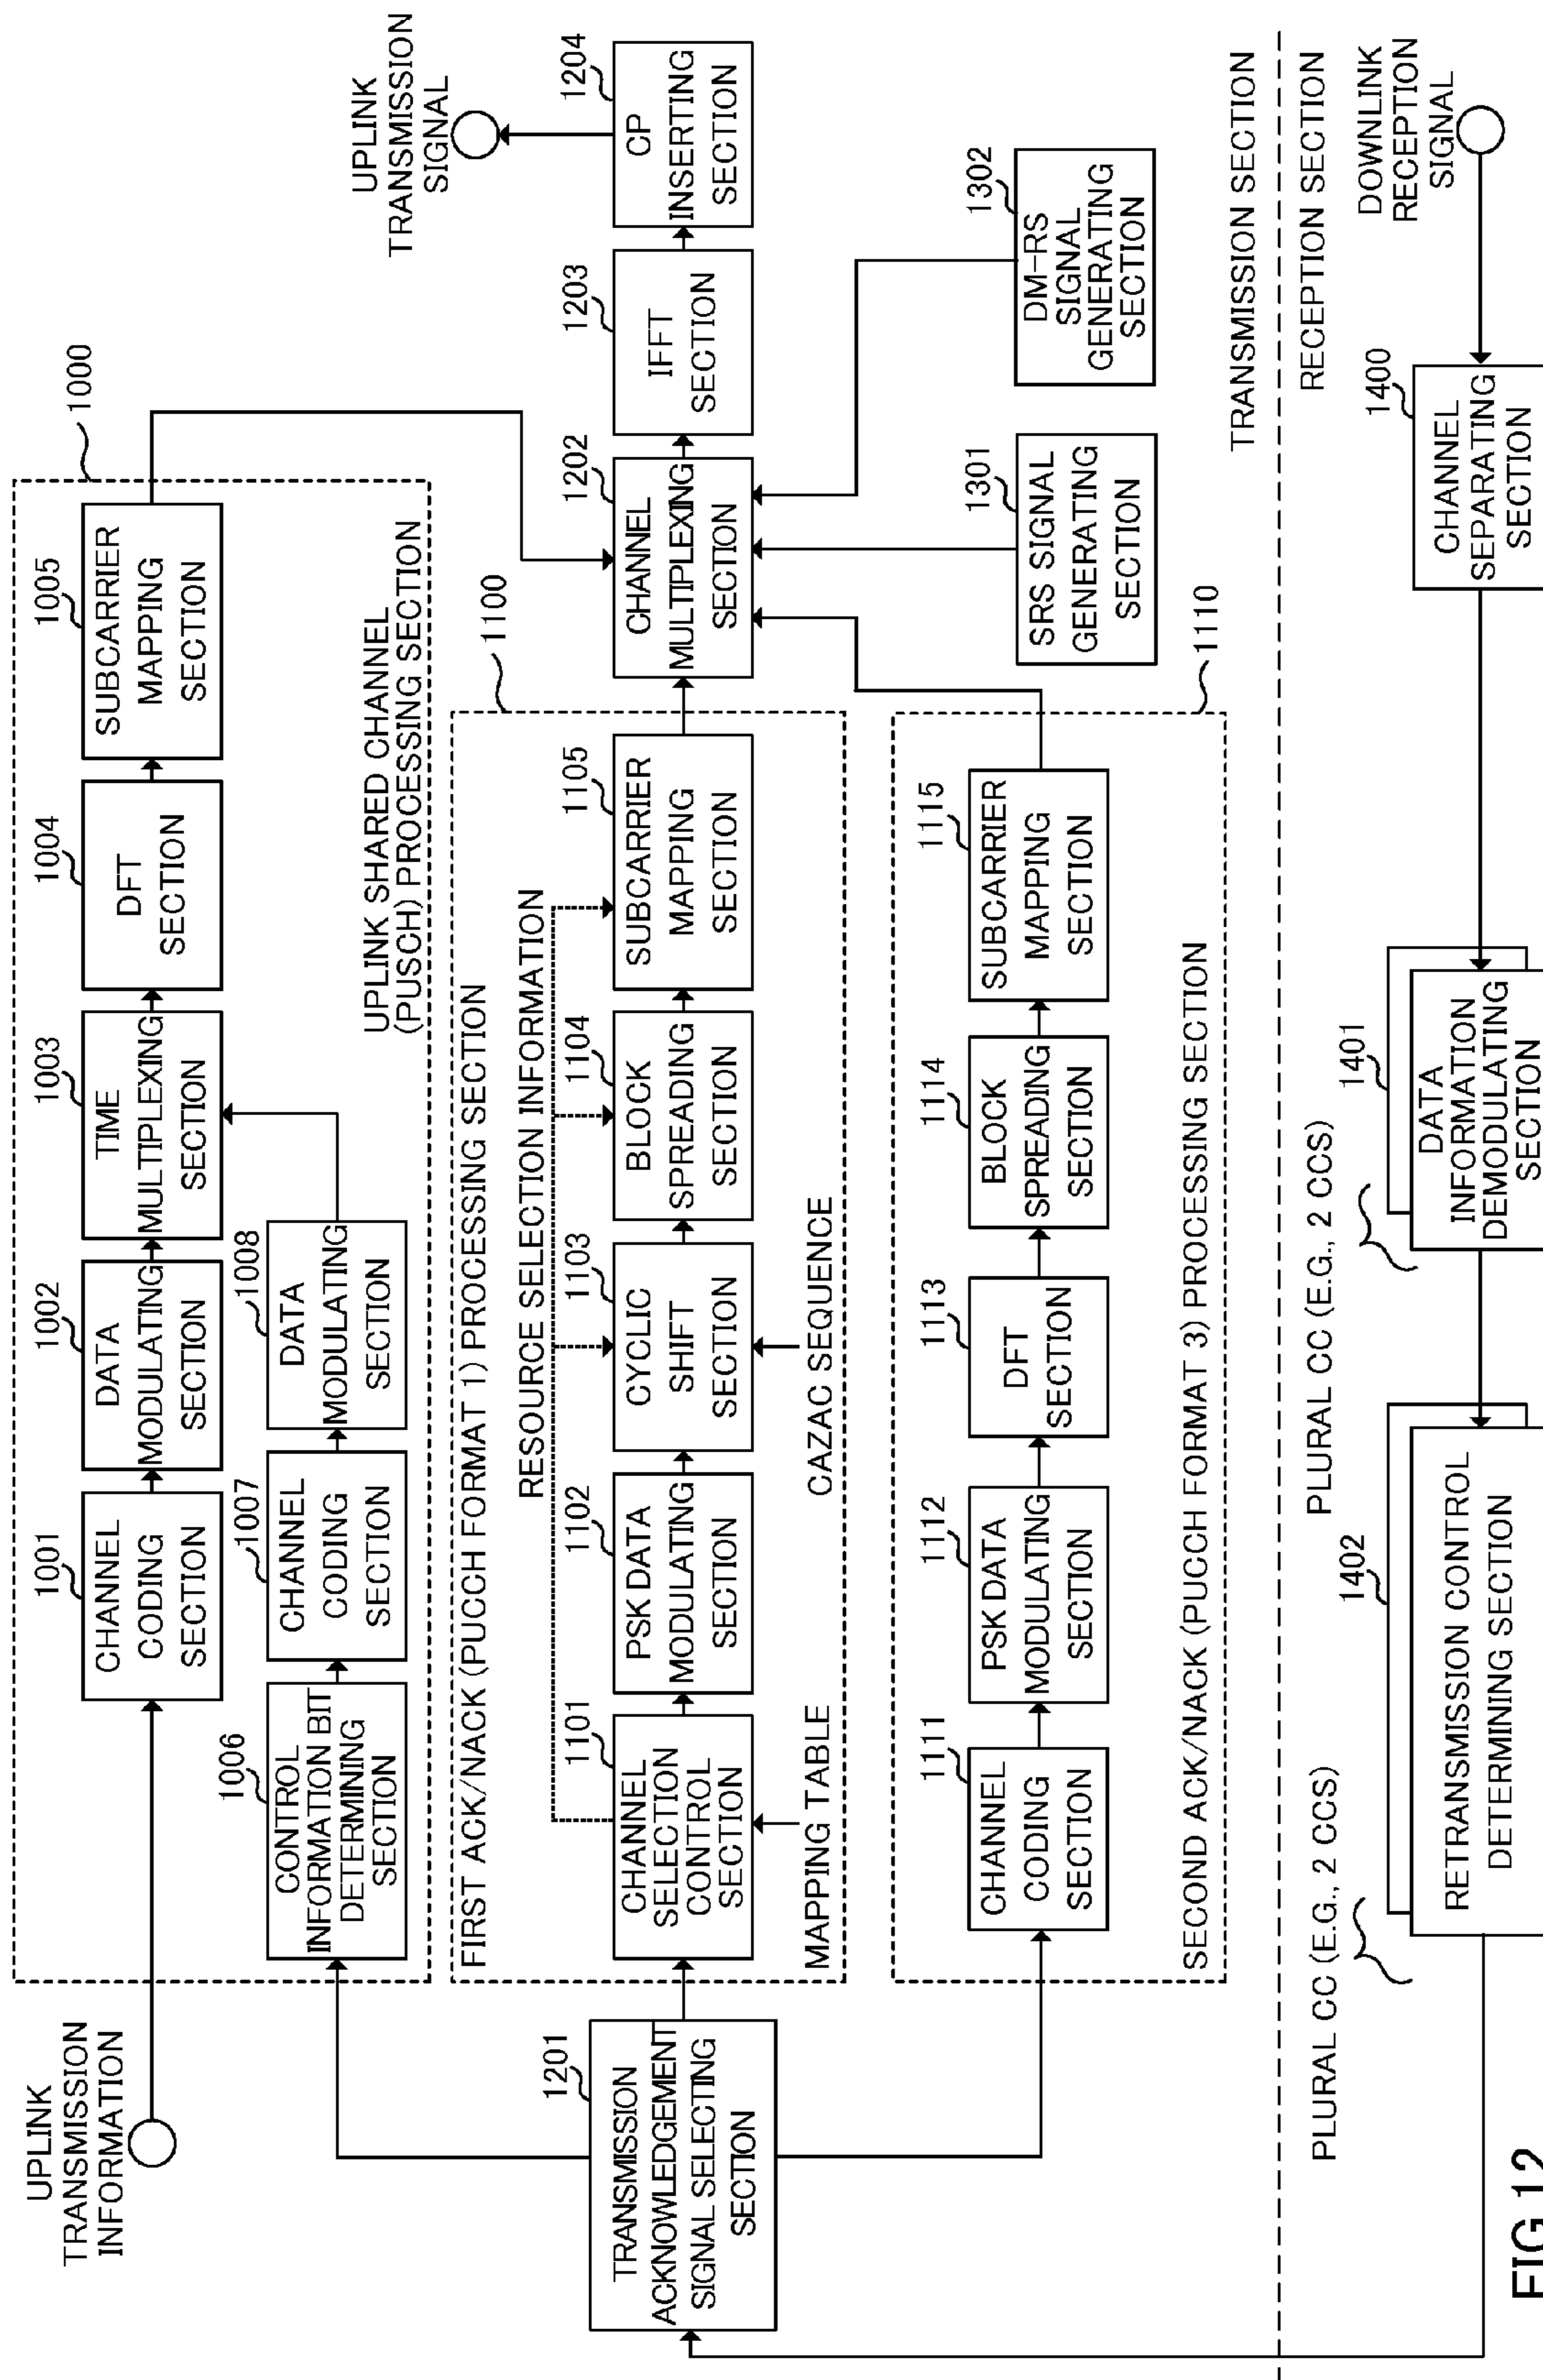 UPLINK
TRANSMISSION
INFORMATION
1001
CHANNEL
CODING
SECTION
1002
DATA
MODULATING
SECTION
1003
TIME
MULTIPLEXING
SECTION
1004
DFT
SECTION
1005
SUBCARRIER
MAPPING
SECTION
1000
1006
CONTROL
INFORMATION BIT
DETERMINING
SECTION
1007
CHANNEL
CODING
SECTION
1008
DATA
MODULATING
SECTION
UPLINK SHARED CHANNEL
(PUSCH) PROCESSING SECTION
UPLINK
TRANSMISSION
SIGNAL
FIRST ACK/NACK (PUCCH FORMAT 1) PROCESSING SECTION
1100
RESOURCE SELECTION INFORMATION
1201
TRANSMISSION
ACKNOWLEDGEMENT
SIGNAL SELECTING
SECTION
1101
CHANNEL
SELECTION
CONTROL
SECTION
1102
PSK DATA
MODULATING
SECTION
1103
CYCLIC
SHIFT
SECTION
1104
BLOCK
SPREADING
SECTION
1105
SUBCARRIER
MAPPING
SECTION
1202
CHANNEL
MULTIPLEXING
SECTION
1203
IFFT
SECTION
1204
CP
INSERTING
SECTION
MAPPING TABLE
CAZAC SEQUENCE
1111
CHANNEL
CODING
SECTION
1112
PSK DATA
MODULATING
SECTION
1113
DFT
SECTION
1114
BLOCK
SPREADING
SECTION
1115
SUBCARRIER
MAPPING
SECTION
1301
SRS SIGNAL
GENERATING
SECTION
1302
DM-RS
SIGNAL
GENERATING
SECTION
SECOND ACK/NACK (PUCCH FORMAT 3) PROCESSING SECTION
1110
TRANSMISSION SECTION
RECEPTION SECTION
PLURAL CC (E.G., 2 CCS)
PLURAL CC (E.G., 2 CCS)
1402
RETRANSMISSION CONTROL
DETERMINING SECTION
1401
DATA
INFORMATION
DEMODULATING
SECTION
1400
CHANNEL
SEPARATING
SECTION
DOWNLINK
RECEPTION
SIGNAL
FIG.12